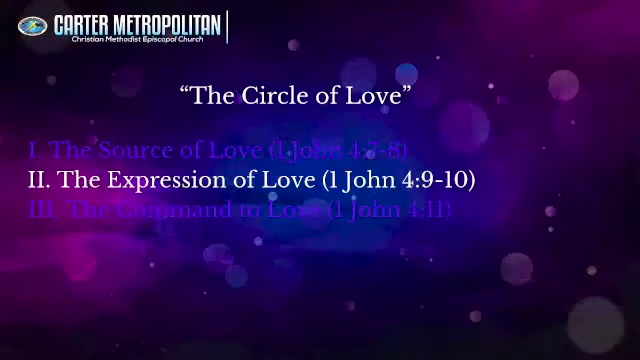 CARTER METROPOLITAN
Christian Methodist Episcopal Church
“The Circle of Love”
I. The Source of Love (1 John 4:7-8)
II. The Expression of Love (1 John 4:9-10)
III. The Command to Love (1 John 4:11)